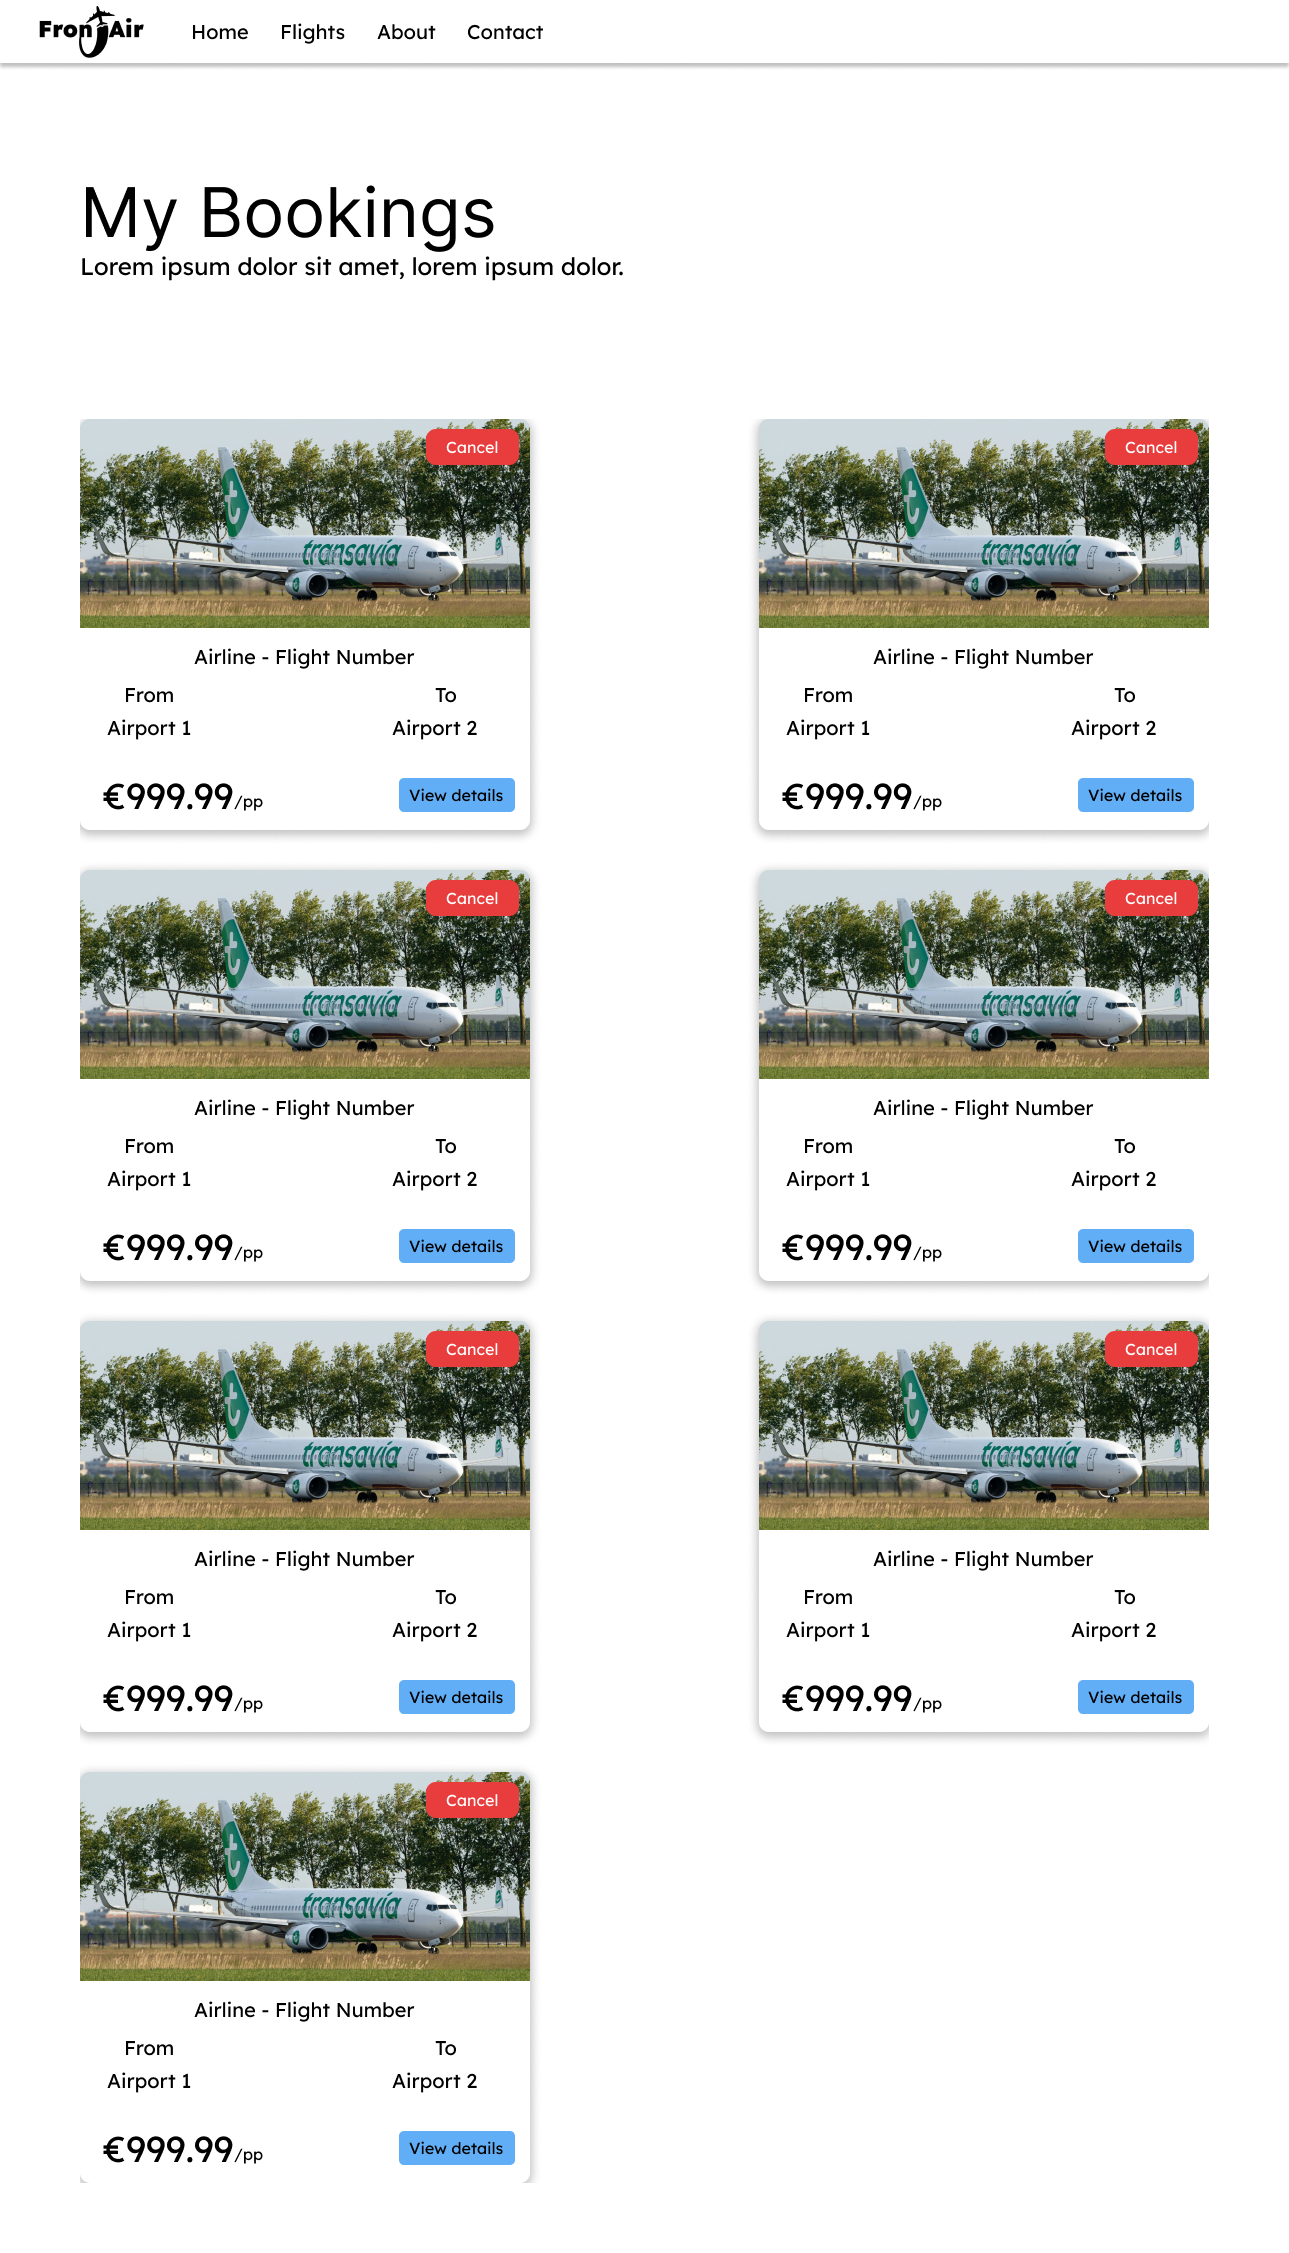 FronAir Home Flights About Contact
My Bookings
Lorem ipsum dolor sit amet, lorem ipsum dolor.
Cancel
transavia
Airline - Flight Number
From To
Airport 1 Airport 2
€999.99/pp View details
Cancel
transavia
Airline - Flight Number
From To
Airport 1 Airport 2
€999.99/pp View details
Cancel
transavia
Airline - Flight Number
From To
Airport 1 Airport 2
€999.99/pp View details
Cancel
transavia
Airline - Flight Number
From To
Airport 1 Airport 2
€999.99/pp View details
Cancel
transavia
Airline - Flight Number
From To
Airport 1 Airport 2
€999.99/pp View details
Cancel
transavia
Airline - Flight Number
From To
Airport 1 Airport 2
€999.99/pp View details
Cancel
transavia
Airline - Flight Number
From To
Airport 1 Airport 2
€999.99/pp View details